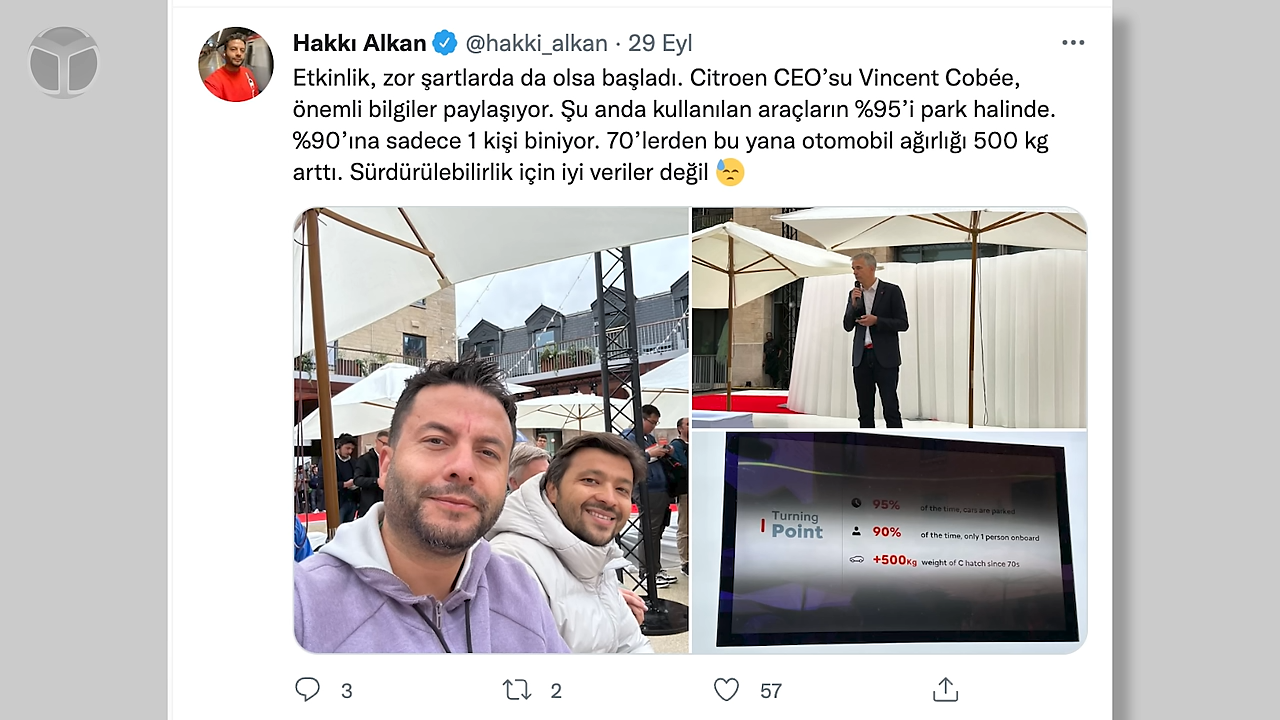 Hakkı Alkan @hakki_alkan · 29 Eyl
Etkinlik, zor şartlarda da olsa başladı. Citroen CEO’su Vincent Cobée,
önemli bilgiler paylaşıyor. Şu anda kullanılan araçların %95’i park halinde.
%90’ına sadece 1 kişi biniyor. 70’lerden bu yana otomobil ağırlığı 500 kg
arttı. Sürdürülebilirlik için iyi veriler değil
Turning
Point
95% of the time, cars are parked
90% of the time, only 1 person onboard
+500Kg weight of C hatch since 70s
3 2 57